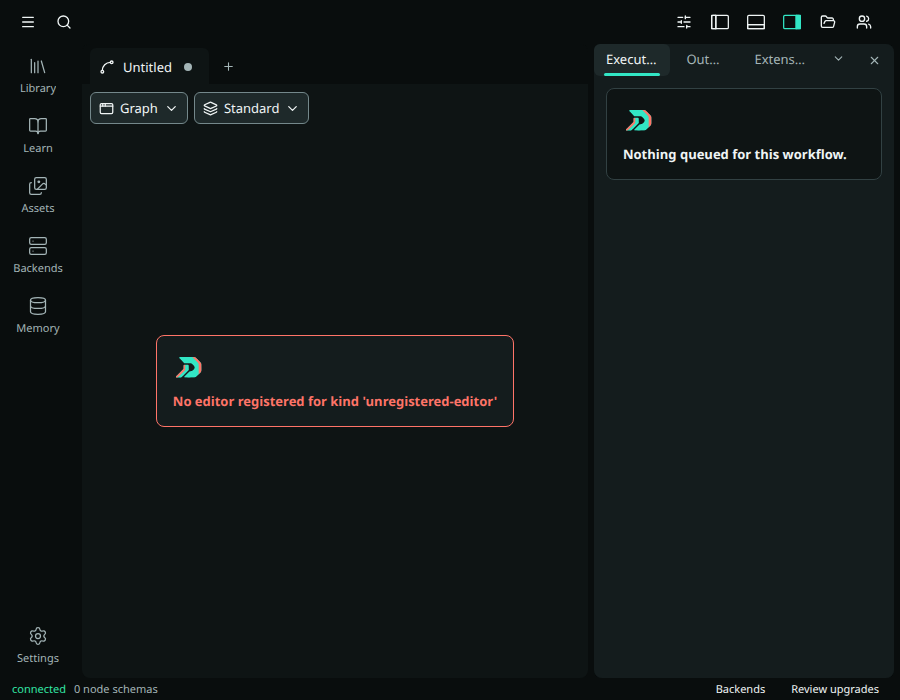 Untitled
Execut...
Out...
Extens...
Library
Learn
Assets
Backends
Memory
Settings
Graph
Standard
No editor registered for kind 'unregistered-editor'
Nothing queued for this workflow.
connected
0 node schemas
Backends
Review upgrades